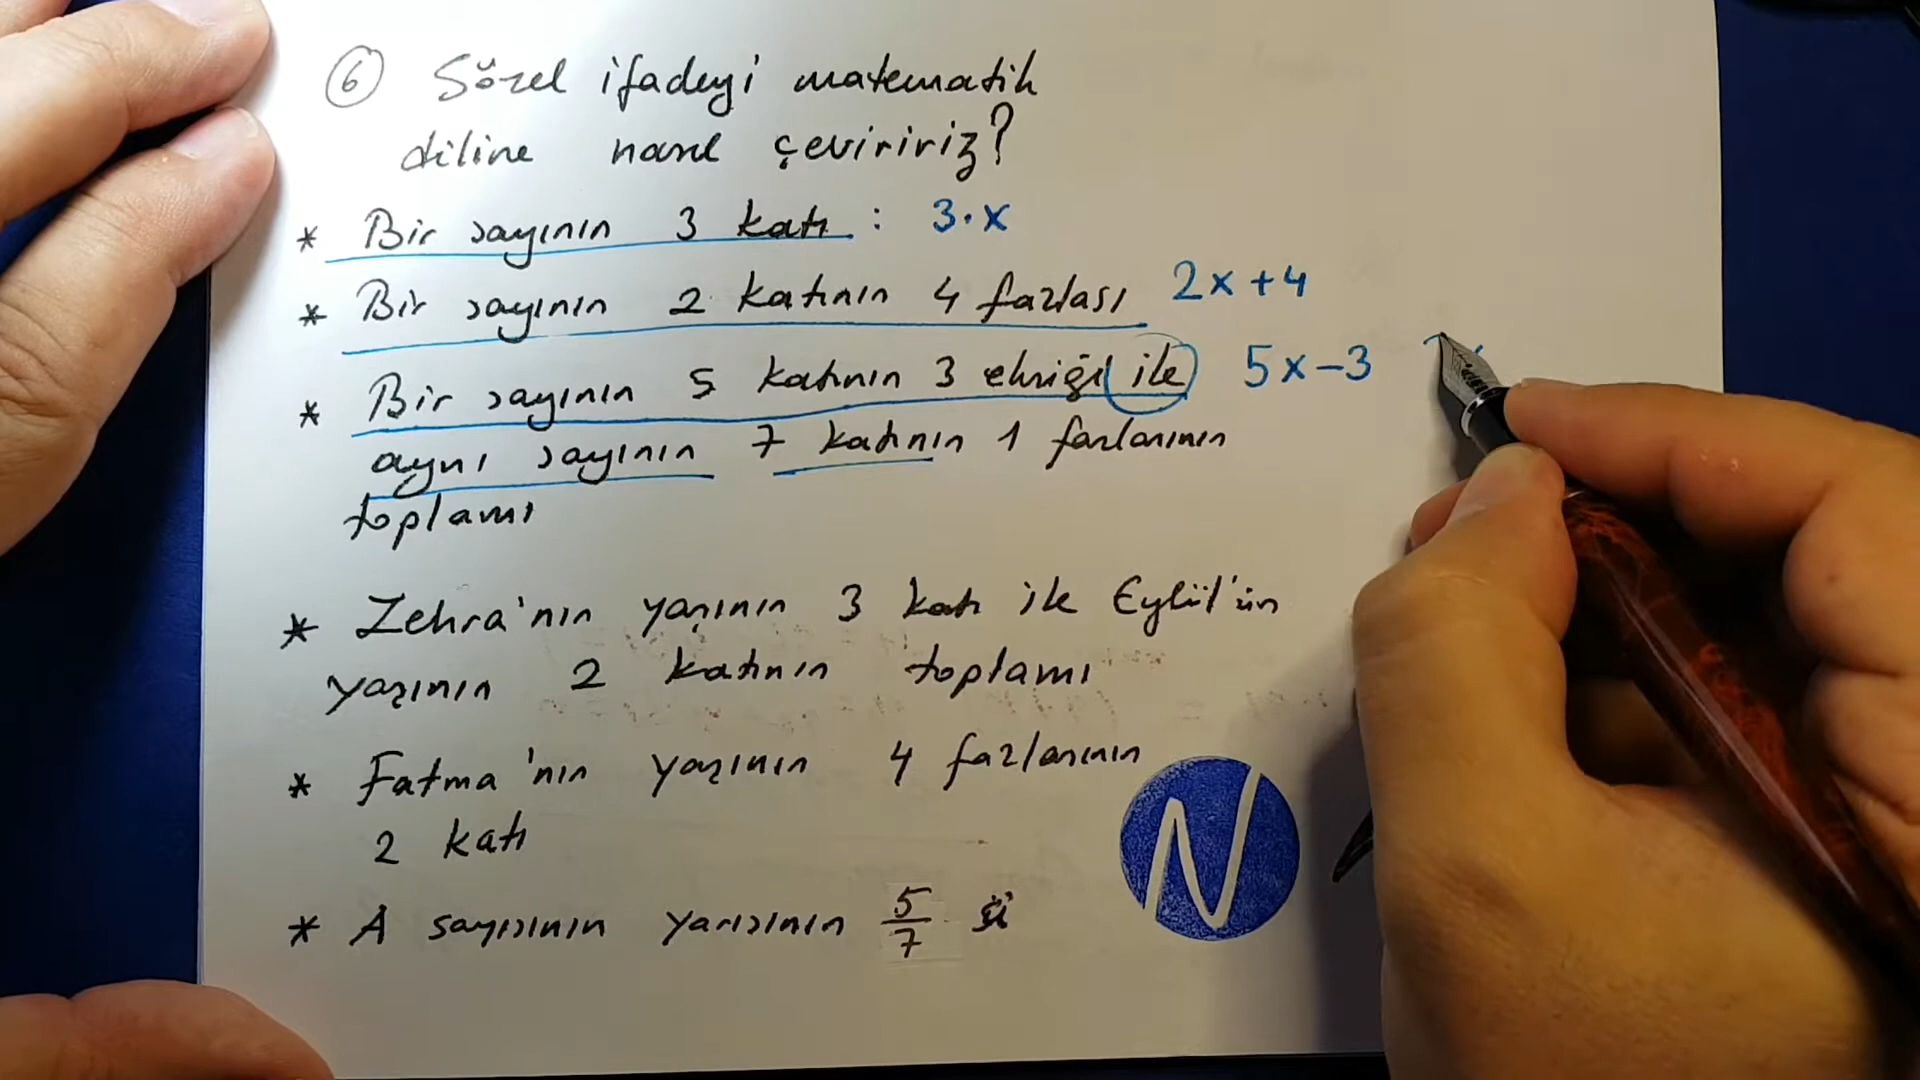 6 Sözel ifadeyi matematik
diline nasıl çeviririz?
* Bir sayının 3 katı : 3·x
* Bir sayının 2 katının 4 fazlası 2x+4
* Bir sayının 5 katının 3 eksiği ile 5x-3
aynı sayının 7 katının 1 fazlasının
toplamı
* Zehra'nın yaşının 3 katı ile Eylül'ün
yaşının 2 katının toplamı
* Fatma'nın yaşının 4 fazlasının
2 katı
* A sayısının yarısının 5/7 si
N